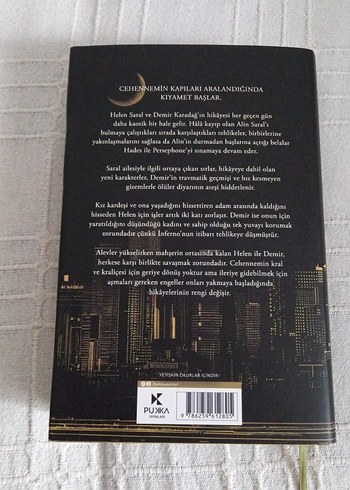 CEHENNEMİN KAPILARI ARALANDIĞINDA
KIYAMET BAŞLAR.
Helen Saral ve Demir Karadağ'ın hikâyesi her geçen gün
daha kaotik bir hale gelir. Hâlâ kayıp olan Alin Saral'ı
bulmaya çalıştıkları sırada karşılaştıkları tehlikeler, birbirlerine
yakınlaşmalarını sağlasa da Alin'in durmadan başlarına açtığı belalar
Hades ile Persephone'yi sınamaya devam eder.
Saral ailesiyle ilgili ortaya çıkan sırlar, hikâyeye dahil olan
yeni karakterler, Demir'in travmatik geçmişi ve hız kesmeyen
gizemlerle ölüler diyarının ateşi hiddetlenir.
Kız kardeşi ve ona yaşadığını hissettiren adam arasında kaldığını
hisseden Helen için işler artık iki katı zorlaşır. Demir ise onun için
yaratıldığını düşündüğü kadını ve sahip olduğu tek yuvayı korumak
zorundadır çünkü Inferno'nun itibarı tehlikeye düşmüştür.
Alevler yükselirken mahşerin ortasında kalan Helen ile Demir,
herkese karşı birlikte savaşmak zorundadır. Cehennemin kral
ve kraliçesi için geriye dönüş yoktur ama ileriye gidebilmek için
aşmaları gereken engeller onları yakmaya başladığında
hikâyelerinin rengi değişir.
YETİŞKİN OKURLAR İÇİNDİR!
PUKKA
YAYINLARI
9 786259 612805